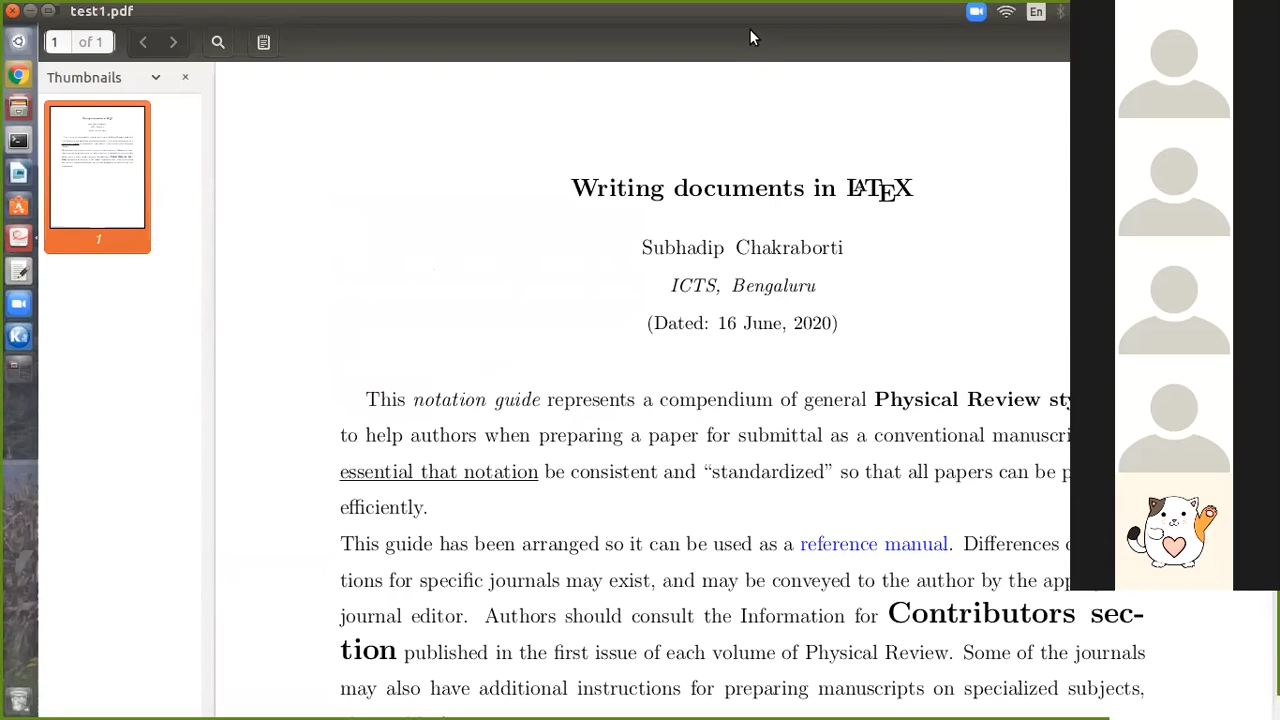 test1.pdf
En
1 of 1
Thumbnails
1
Writing documents in LATEX
Subhadip Chakraborti
ICTS, Bengaluru
(Dated: 16 June, 2020)
This notation guide represents a compendium of general Physical Review
to help authors when preparing a paper for submittal as a conventional
essential that notation be consistent and “standardized” so that all papers can be
efficiently.
This guide has been arranged so it can be used as a reference manual. Differences
tions for specific journals may exist, and may be conveyed to the author by the
journal editor. Authors should consult the Information for Contributors sec-
tion published in the first issue of each volume of Physical Review. Some of the journals
may also have additional instructions for preparing manuscripts on specialized subjects,